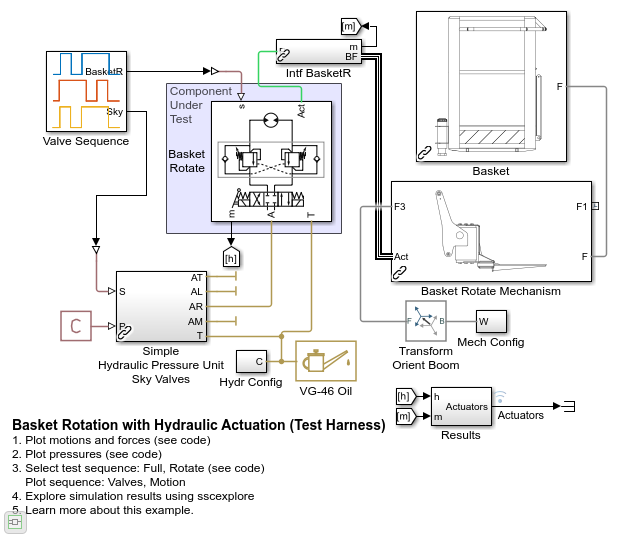 [m]
m
BF
Intf BasketR
BasketR
Sky
Valve Sequence
Component
Under
Test
s
Act
Basket
Rotate
m
A
T
[h]
F
Basket
F3
F1
Act
F
Basket Rotate Mechanism
AT
AL
S
AR
AM
C
P
T
Simple
Hydraulic Pressure Unit
Sky Valves
C
Hydr Config
VG-46 Oil
F
B
W
Transform
Orient Boom
Mech Config
[h]
h
Actuators
[m]
m
Actuators
Results
Basket Rotation with Hydraulic Actuation (Test Harness)
1. Plot motions and forces (see code)
2. Plot pressures (see code)
3. Select test sequence: Full, Rotate (see code)
Plot sequence: Valves, Motion
4. Explore simulation results using sscexplore
5. Learn more about this example.